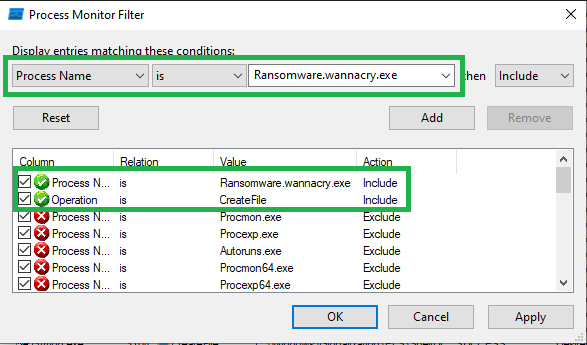 Process Monitor Filter
Display entries matching these conditions:
Process Name is Ransomware.wannacry.exe then Include
Reset Add Remove
Column Relation Value Action
Process N... is Ransomware.wannacry.exe Include
Operation is CreateFile Include
Process N... is Procmon.exe Exclude
Process N... is Procexp.exe Exclude
Process N... is Autoruns.exe Exclude
Process N... is Procmon64.exe Exclude
Process N... is Procexp64.exe Exclude
OK Cancel Apply